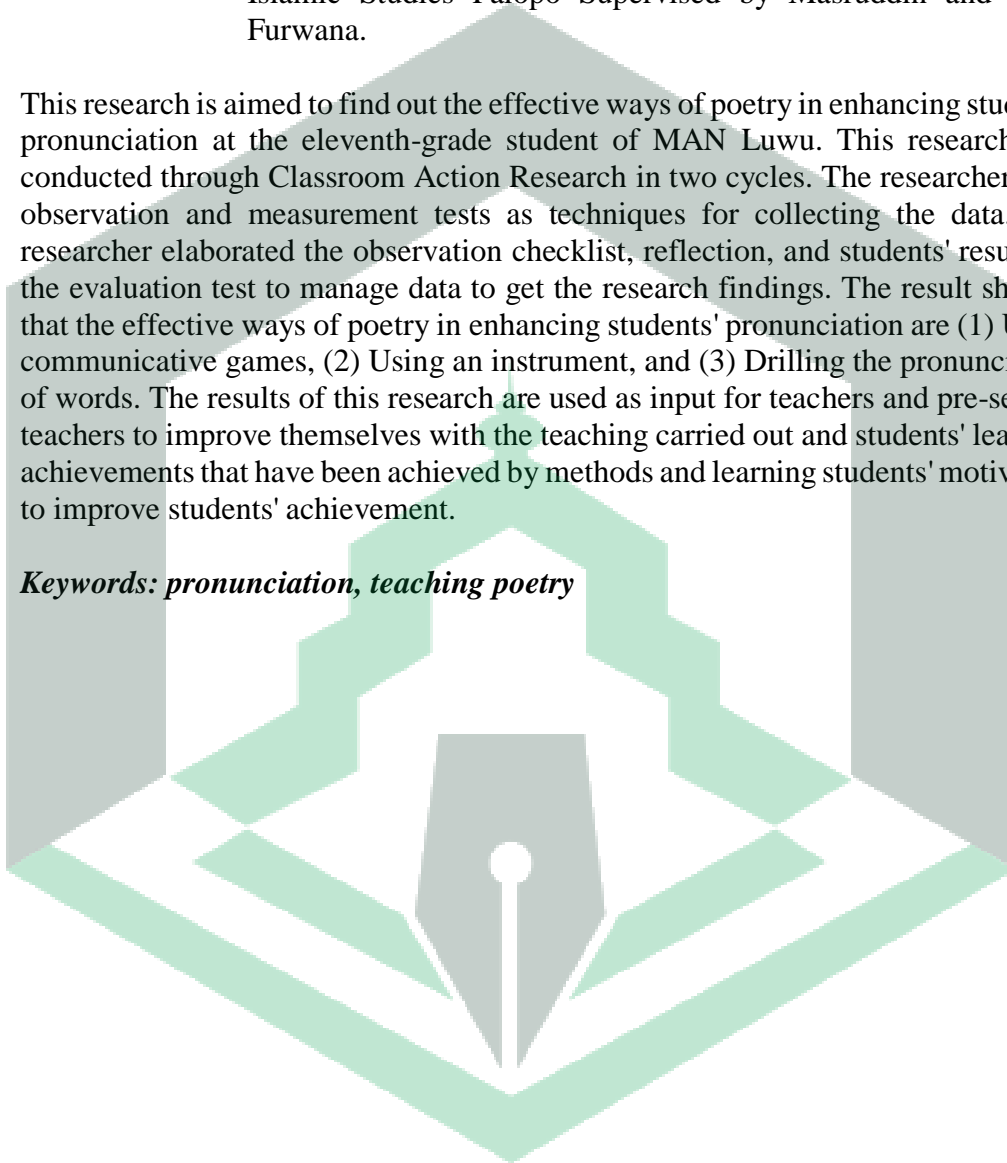 Islamic Studies Palopo Supervised by Masruddin and
Furwana.
This research is aimed to find out the effective ways of poetry in enhancing stu
pronunciation at the eleventh-grade student of MAN Luwu. This research
conducted through Classroom Action Research in two cycles. The researcher
observation and measurement tests as techniques for collecting the data
researcher elaborated the observation checklist, reflection, and students' resu
the evaluation test to manage data to get the research findings. The result sh
that the effective ways of poetry in enhancing students' pronunciation are (1)
communicative games, (2) Using an instrument, and (3) Drilling the pronunc
of words. The results of this research are used as input for teachers and pre-se
teachers to improve themselves with the teaching carried out and students' lea
achievements that have been achieved by methods and learning students' motiv
to improve students' achievement.
Keywords: pronunciation, teaching poetry